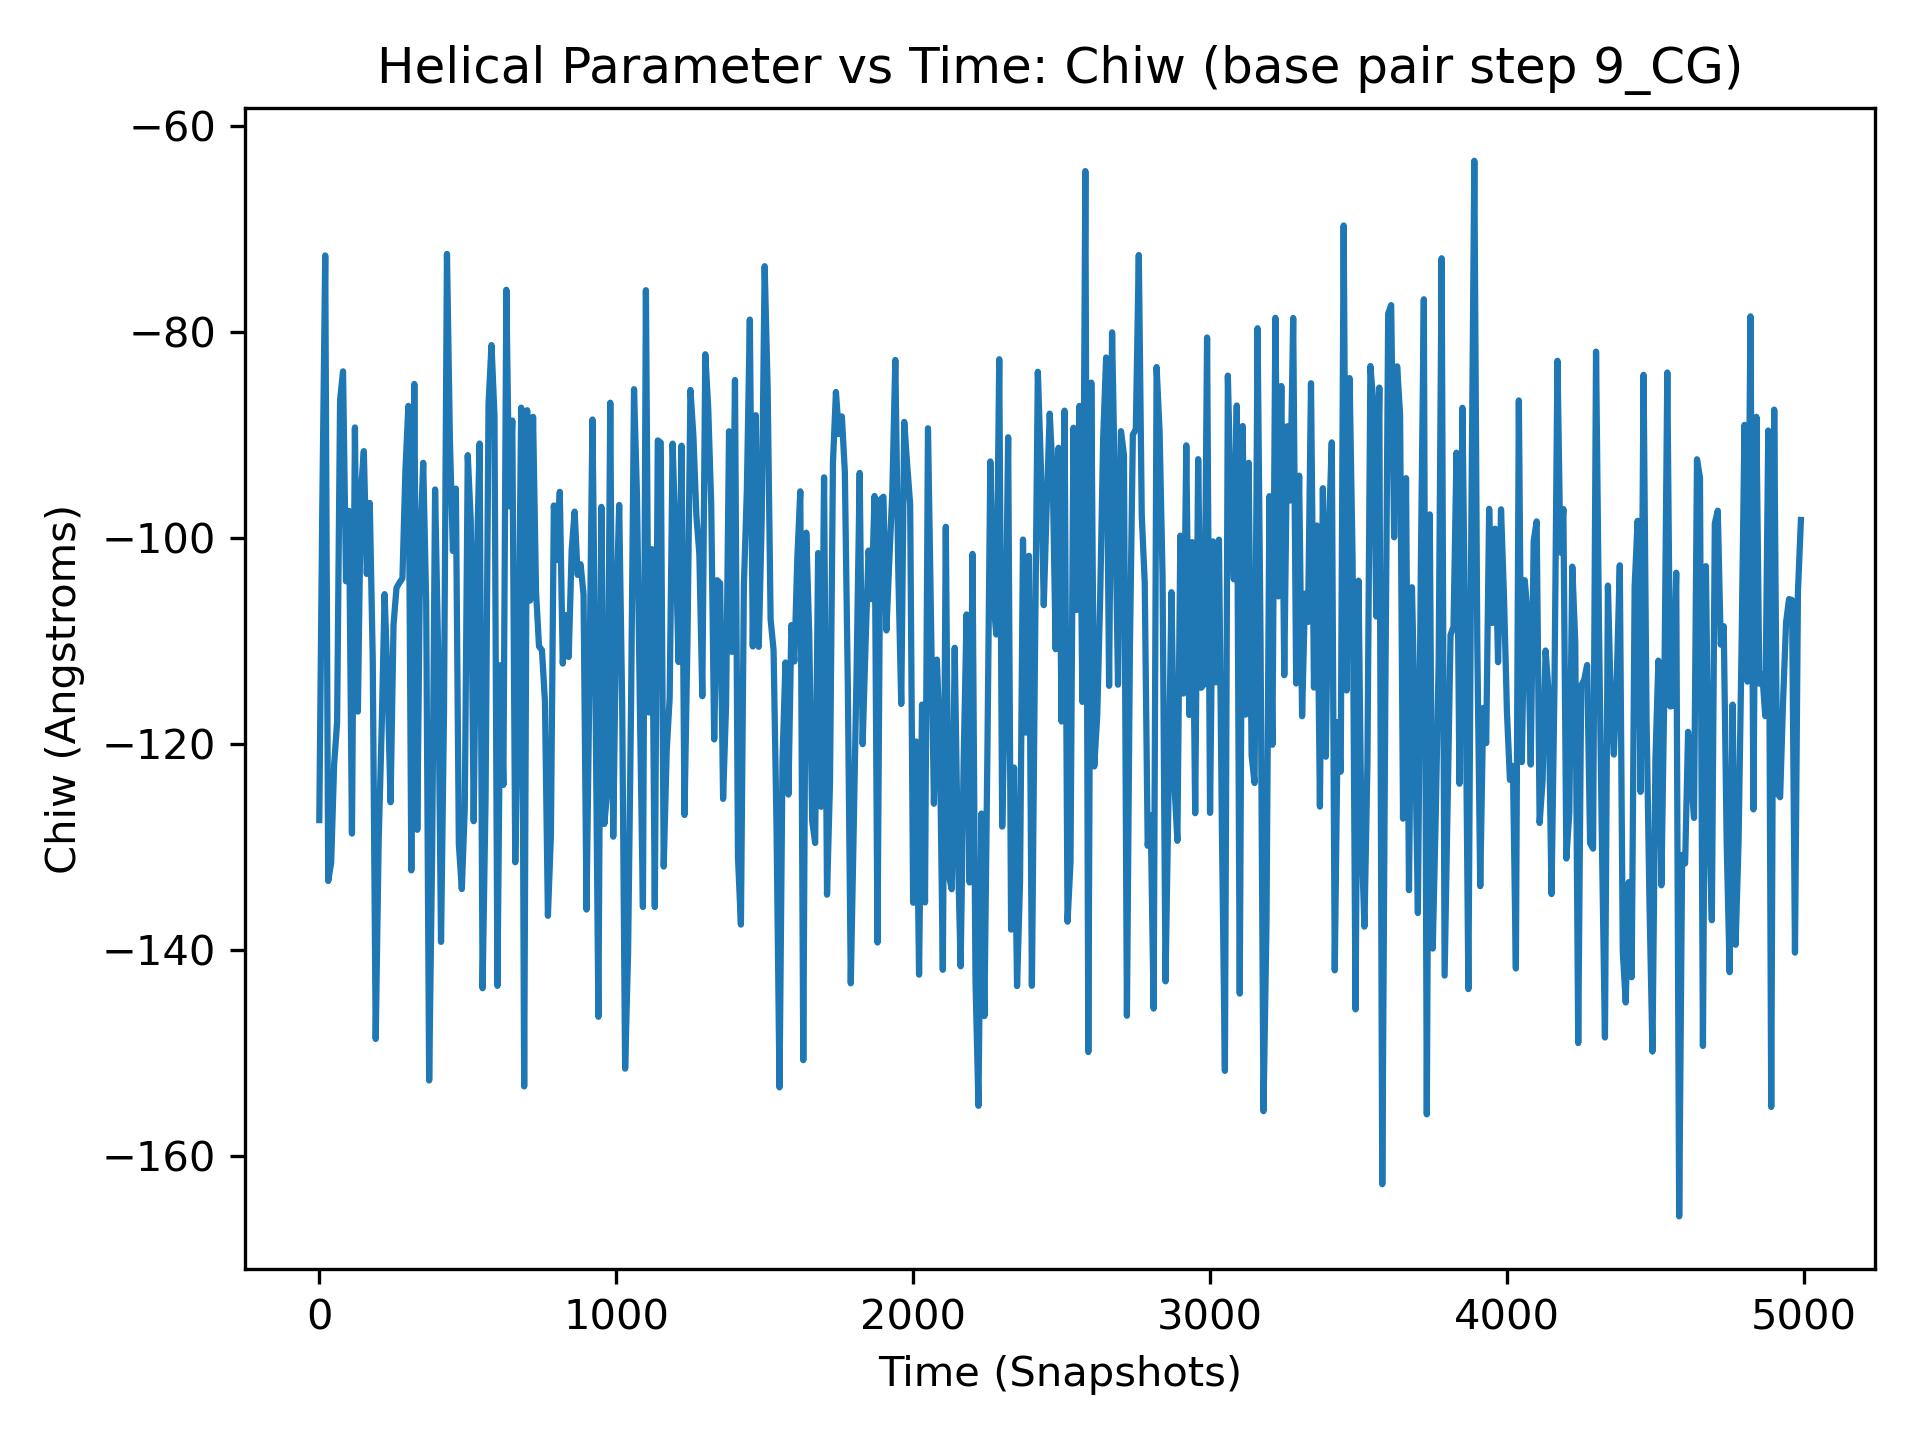 Helical Parameter vs Time: Chiw (base pair step 9_CG)
−60
−80
−100
−120
−140
−160
Chiw (Angstroms)
0 1000 2000 3000 4000 5000
Time (Snapshots)